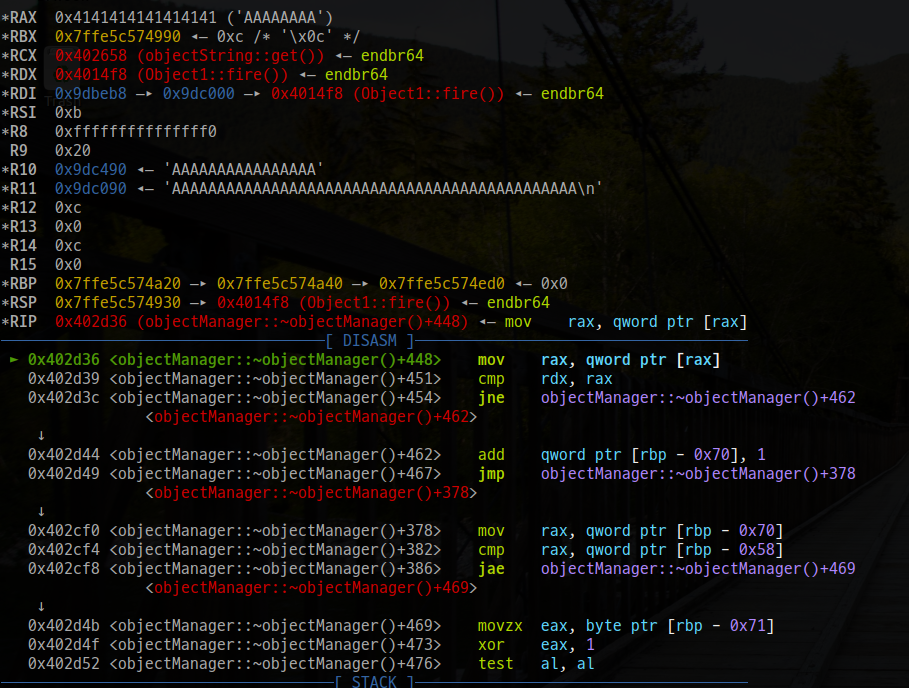 *RAX  0x4141414141414141 ('AAAAAAAA')
*RBX  0x7ffe5c574990 ◂— 0xc /* '\x0c' */
*RCX  0x402658 (objectString::get()) ◂— endbr64
*RDX  0x4014f8 (Object1::fire()) ◂— endbr64
*RDI  0x9dbeb8 —▸ 0x9dc000 —▸ 0x4014f8 (Object1::fire()) ◂— endbr64
*RSI  0xb
*R8   0xfffffffffffffff0
 R9   0x20
*R10  0x9dc490 ◂— 'AAAAAAAAAAAAAAAA'
*R11  0x9dc090 ◂— 'AAAAAAAAAAAAAAAAAAAAAAAAAAAAAAAAAAAAAAAAAAAAA\n'
*R12  0xc
*R13  0x0
*R14  0xc
 R15  0x0
*RBP  0x7ffe5c574a20 —▸ 0x7ffe5c574a40 —▸ 0x7ffe5c574ed0 ◂— 0x0
*RSP  0x7ffe5c574930 —▸ 0x4014f8 (Object1::fire()) ◂— endbr64
*RIP  0x402d36 (objectManager::~objectManager()+448) ◂— mov    rax, qword ptr [rax]
[ DISASM ]
► 0x402d36 <objectManager::~objectManager()+448>    mov    rax, qword ptr [rax]
0x402d39 <objectManager::~objectManager()+451>    cmp    rdx, rax
0x402d3c <objectManager::~objectManager()+454>    jne    objectManager::~objectManager()+462
<objectManager::~objectManager()+462>
↓
0x402d44 <objectManager::~objectManager()+462>    add    qword ptr [rbp - 0x70], 1
0x402d49 <objectManager::~objectManager()+467>    jmp    objectManager::~objectManager()+378
<objectManager::~objectManager()+378>
↓
0x402cf0 <objectManager::~objectManager()+378>    mov    rax, qword ptr [rbp - 0x70]
0x402cf4 <objectManager::~objectManager()+382>    cmp    rax, qword ptr [rbp - 0x58]
0x402cf8 <objectManager::~objectManager()+386>    jae    objectManager::~objectManager()+469
<objectManager::~objectManager()+469>
↓
0x402d4b <objectManager::~objectManager()+469>    movzx  eax, byte ptr [rbp - 0x71]
0x402d4f <objectManager::~objectManager()+473>    xor    eax, 1
0x402d52 <objectManager::~objectManager()+476>    test   al, al
[ STACK ]